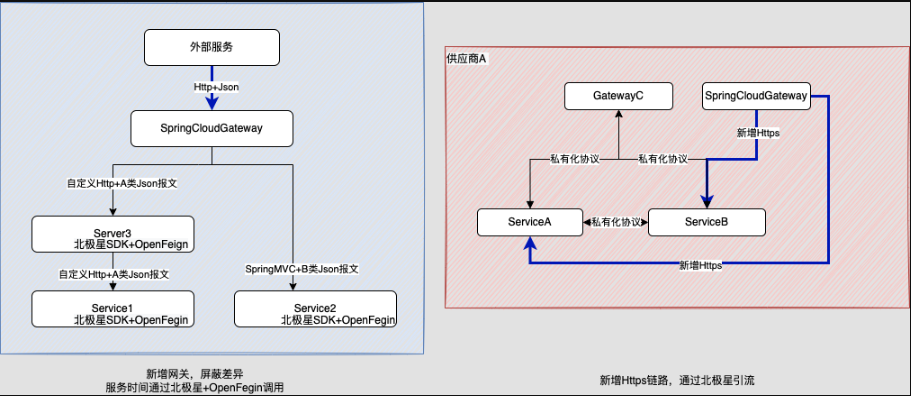 外部服务
Http+Json
SpringCloudGateway
自定义Http+A类Json报文
Server3
北极星SDK+OpenFeign
自定义Http+A类Json报文
SpringMVC+B类Json报文
Service1
北极星SDK+OpenFegin
Service2
北极星SDK+OpenFegin
新增网关，屏蔽差异
服务时间通过北极星+OpenFegin调用
供应商A
GatewayC
SpringCloudGateway
新增Https
私有化协议
私有化协议
ServiceA
私有化协议
ServiceB
新增Https
新增Https链路，通过北极星引流